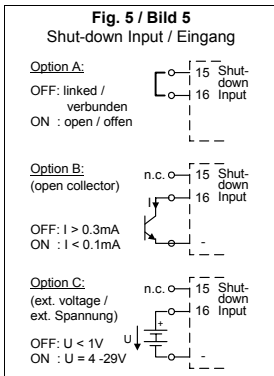 Fig. 5 / Bild 5
Shut-down Input / Eingang
Option A:
OFF: linked /
verbunden
ON : open / offen
15 Shut-
down
16 Input
Option B:
(open collector)
n.c. 15 Shut-
down
I 16 Input
OFF: I > 0.3mA
ON : I < 0.1mA
-
Option C:
(ext. voltage /
ext. Spannung)
n.c. 15 Shut-
down
16 Input
+
OFF: U < 1V
U
ON : U = 4 -29V
-